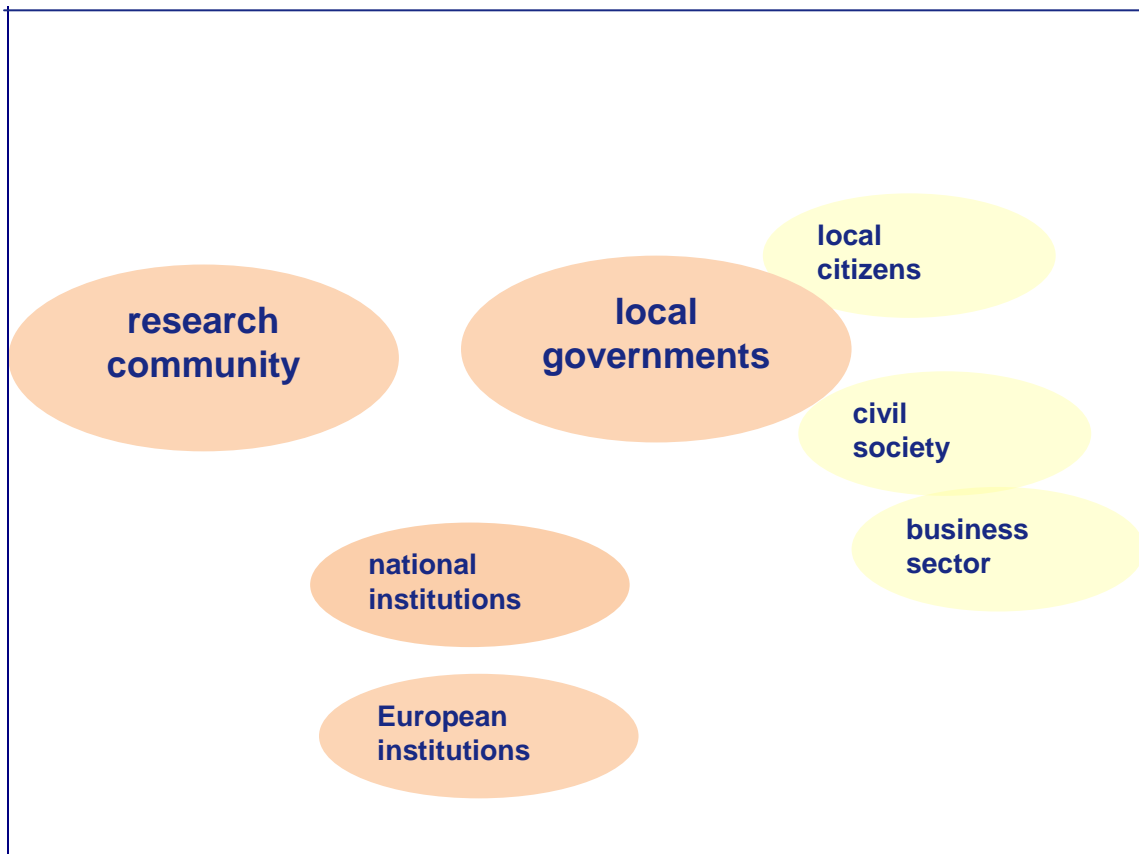 research
community
local
governments
local
citizens
civil
society
business
sector
national
institutions
European
institutions